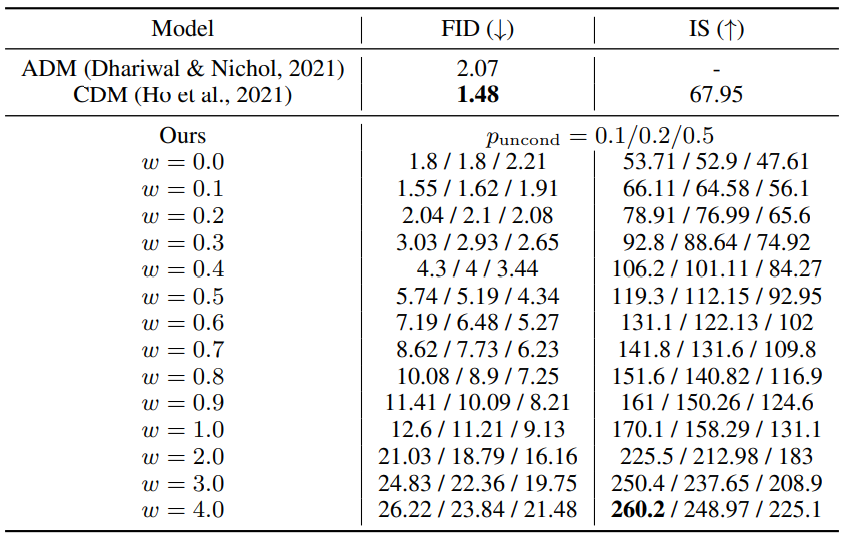 Model FID (↓) IS (↑)
ADM (Dhariwal & Nichol, 2021) 2.07 -
CDM (Ho et al., 2021) 1.48 67.95
Ours p_uncond = 0.1/0.2/0.5
w = 0.0 1.8 / 1.8 / 2.21 53.71 / 52.9 / 47.61
w = 0.1 1.55 / 1.62 / 1.91 66.11 / 64.58 / 56.1
w = 0.2 2.04 / 2.1 / 2.08 78.91 / 76.99 / 65.6
w = 0.3 3.03 / 2.93 / 2.65 92.8 / 88.64 / 74.92
w = 0.4 4.3 / 4 / 3.44 106.2 / 101.11 / 84.27
w = 0.5 5.74 / 5.19 / 4.34 119.3 / 112.15 / 92.95
w = 0.6 7.19 / 6.48 / 5.27 131.1 / 122.13 / 102
w = 0.7 8.62 / 7.73 / 6.23 141.8 / 131.6 / 109.8
w = 0.8 10.08 / 8.9 / 7.25 151.6 / 140.82 / 116.9
w = 0.9 11.41 / 10.09 / 8.21 161 / 150.26 / 124.6
w = 1.0 12.6 / 11.21 / 9.13 170.1 / 158.29 / 131.1
w = 2.0 21.03 / 18.79 / 16.16 225.5 / 212.98 / 183
w = 3.0 24.83 / 22.36 / 19.75 250.4 / 237.65 / 208.9
w = 4.0 26.22 / 23.84 / 21.48 260.2 / 248.97 / 225.1